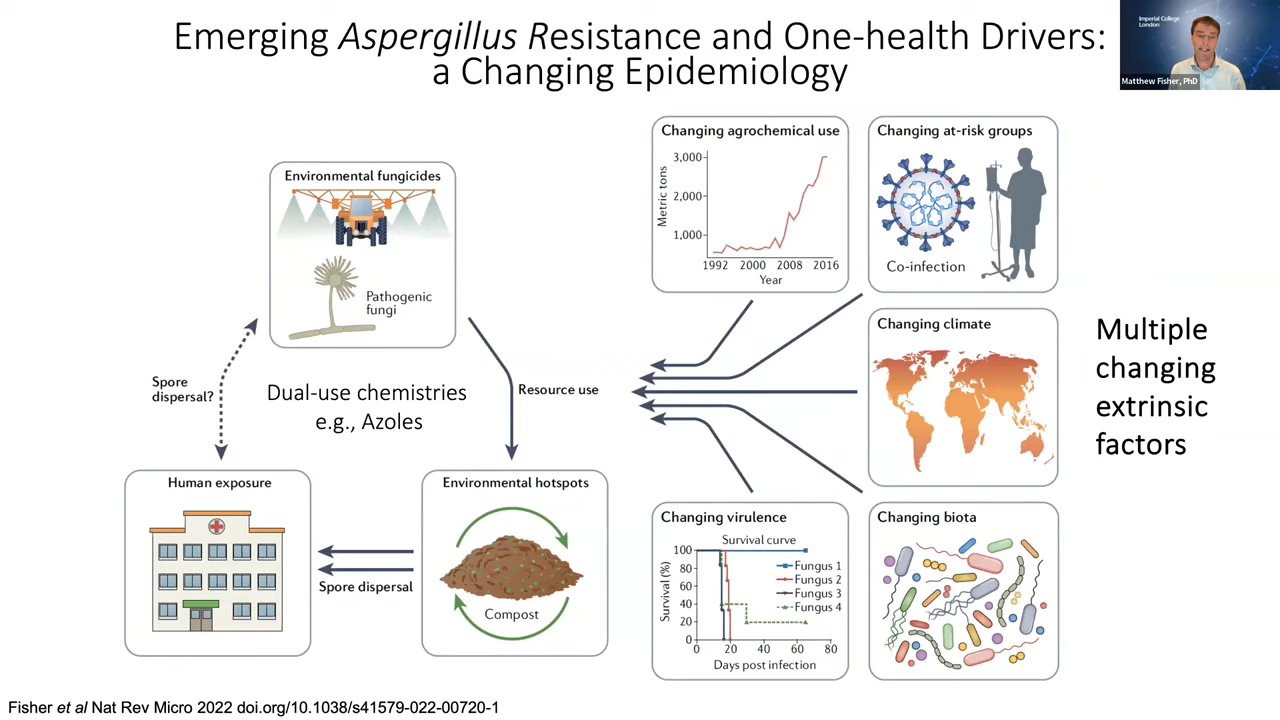 Emerging Aspergillus Resistance and One-health Drivers:
a Changing Epidemiology
Imperial College
London
Matthew Fisher, PhD
Environmental fungicides
Pathogenic
fungi
Spore
dispersal?
Dual-use chemistries
e.g., Azoles
Resource use
Human exposure
Spore dispersal
Environmental hotspots
Compost
Changing agrochemical use
Metric tons
3,000
2,000
1,000
1992 2000 2008 2016
Year
Changing at-risk groups
Co-infection
Changing climate
Multiple
changing
extrinsic
factors
Changing virulence
Survival curve
Survival (%)
100
80
60
40
20
0
Fungus 1
Fungus 2
Fungus 3
Fungus 4
0 20 40 60 80
Days post infection
Changing biota
Fisher et al Nat Rev Micro 2022 doi.org/10.1038/s41579-022-00720-1